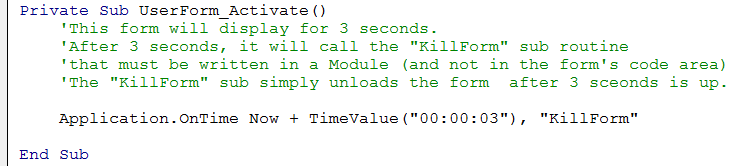 Private Sub UserForm_Activate()
'This form will display for 3 seconds.
'After 3 seconds, it will call the "KillForm" sub routine
'that must be written in a Module (and not in the form's code area)
'The "KillForm" sub simply unloads the form  after 3 sceonds is up.
Application.OnTime Now + TimeValue("00:00:03"), "KillForm"
End Sub